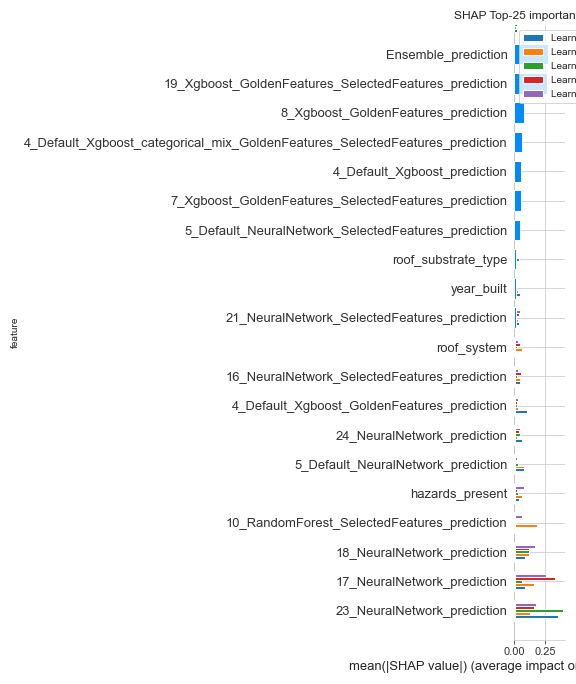 SHAP Top-25 important
Learn
Learn
Learn
Learn
Learn
Ensemble_prediction
19_Xgboost_GoldenFeatures_SelectedFeatures_prediction
8_Xgboost_GoldenFeatures_prediction
4_Default_Xgboost_categorical_mix_GoldenFeatures_SelectedFeatures_prediction
4_Default_Xgboost_prediction
7_Xgboost_GoldenFeatures_SelectedFeatures_prediction
5_Default_NeuralNetwork_SelectedFeatures_prediction
roof_substrate_type
year_built
21_NeuralNetwork_SelectedFeatures_prediction
roof_system
16_NeuralNetwork_SelectedFeatures_prediction
4_Default_Xgboost_GoldenFeatures_prediction
24_NeuralNetwork_prediction
5_Default_NeuralNetwork_prediction
hazards_present
10_RandomForest_SelectedFeatures_prediction
18_NeuralNetwork_prediction
17_NeuralNetwork_prediction
23_NeuralNetwork_prediction
feature
0.00 0.25
mean(|SHAP value|) (average impact o